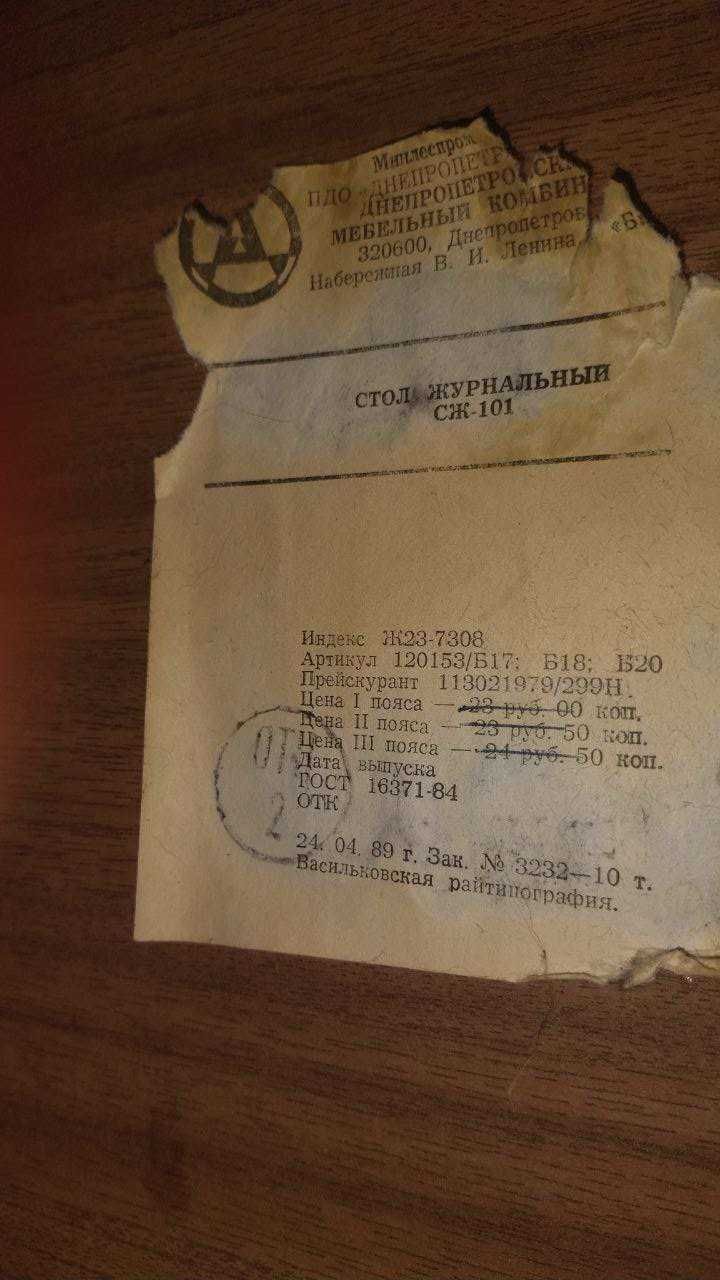 Минлеспром
ПДО «ДНЕПРОПЕТР
ДНЕПРОПЕТРОВСК
МЕБЕЛЬНЫЙ КОМБИН
320600, Днепропетров
Набережная В. И. Ленина,
СТОЛ ЖУРНАЛЬНЫЙ
СЖ-101
Индекс Ж23-7308
Артикул 120153/Б17; Б18; Б20
Прейскурант 113021979/299Н.
Цена I пояса — 23 руб. 00 коп.
Цена II пояса — 23 руб. 50 коп.
Цена III пояса — 24 руб. 50 коп.
Дата выпуска
ГОСТ 16371-84
ОТК
ОТ
2
24. 04. 89 г. Зак. № 3232—10 т.
Васильковская райтипография.